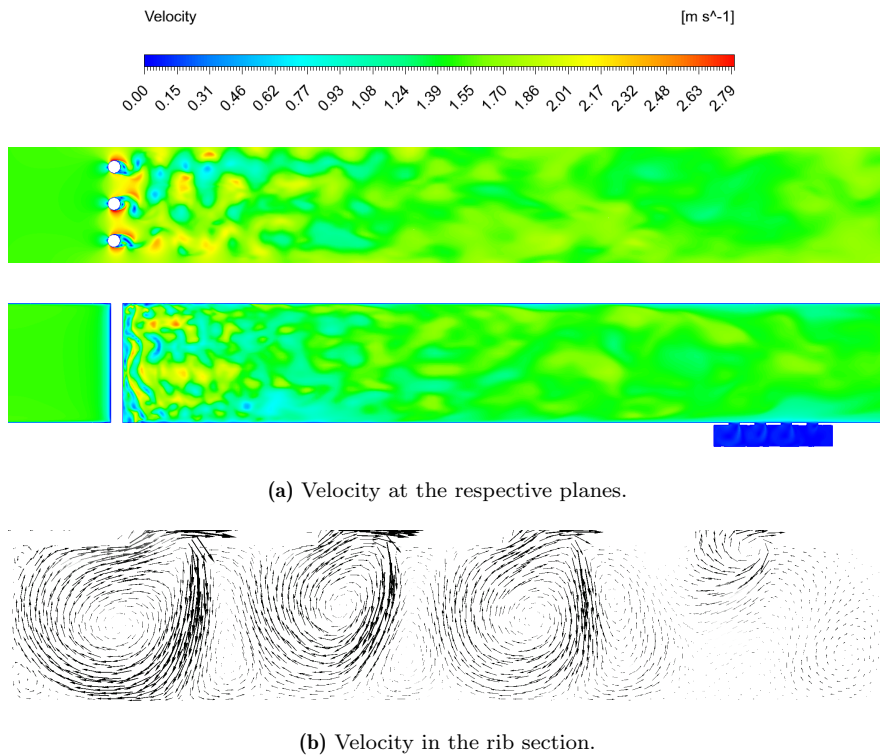 Velocity [m s^-1]
0.00 0.15 0.31 0.46 0.62 0.77 0.93 1.08 1.24 1.39 1.55 1.70 1.86 2.01 2.17 2.32 2.48 2.63 2.79
(a) Velocity at the respective planes.
(b) Velocity in the rib section.